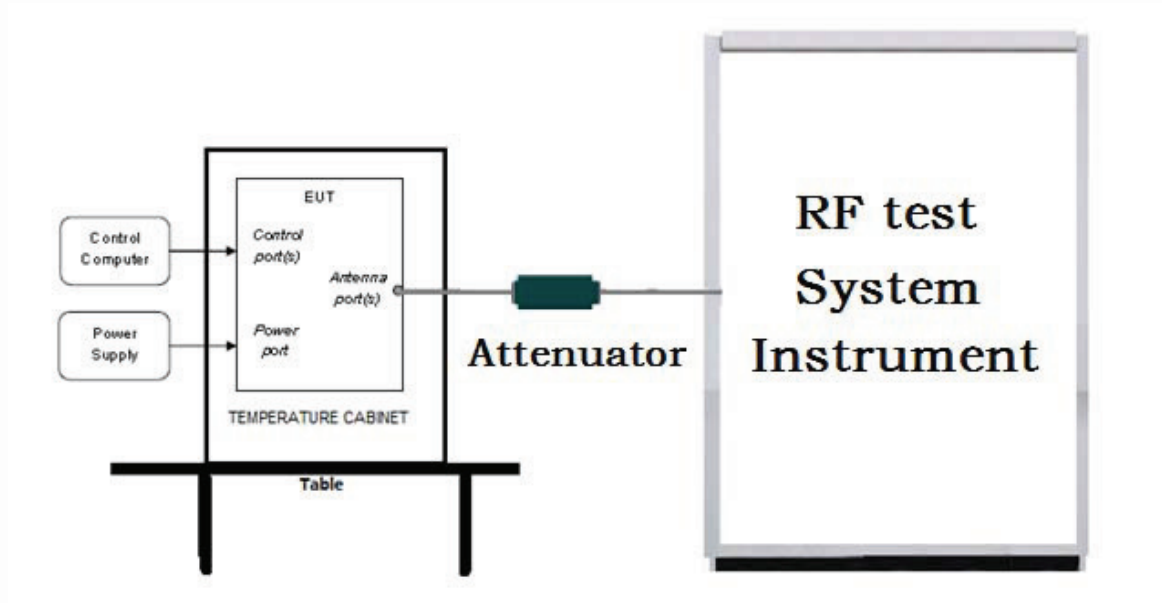 EUT
Control
Computer
Control
port(s)
Antenna
port(s)
Power
Supply
Power
port
TEMPERATURE CABINET
Table
Attenuator
RF test
System
Instrument